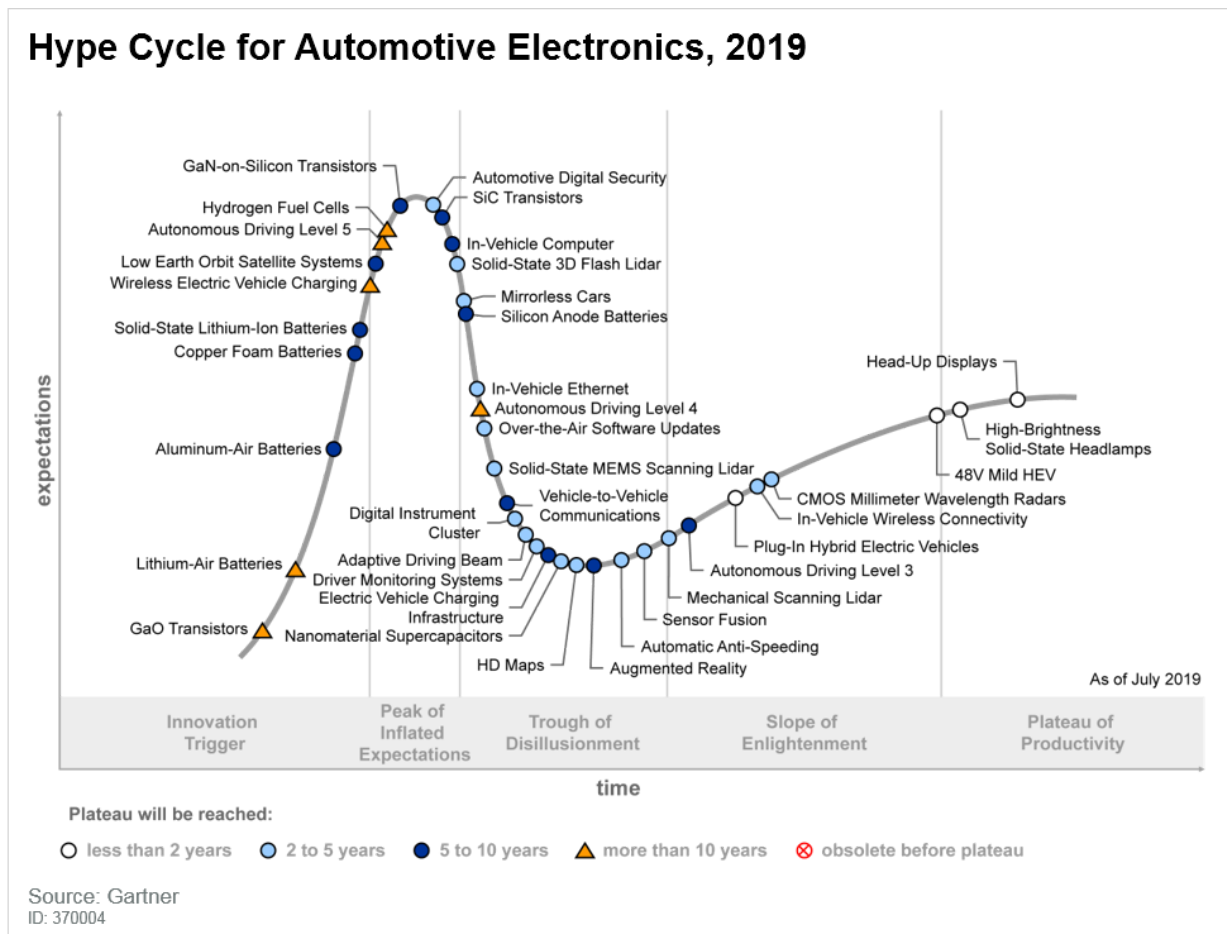 Hype Cycle for Automotive Electronics, 2019
expectations
GaN-on-Silicon Transistors
Hydrogen Fuel Cells
Autonomous Driving Level 5
Low Earth Orbit Satellite Systems
Wireless Electric Vehicle Charging
Solid-State Lithium-Ion Batteries
Copper Foam Batteries
Aluminum-Air Batteries
Lithium-Air Batteries
GaO Transistors
Automotive Digital Security
SiC Transistors
In-Vehicle Computer
Solid-State 3D Flash Lidar
Mirrorless Cars
Silicon Anode Batteries
In-Vehicle Ethernet
Autonomous Driving Level 4
Over-the-Air Software Updates
Solid-State MEMS Scanning Lidar
Vehicle-to-Vehicle
Communications
Digital Instrument
Cluster
Adaptive Driving Beam
Driver Monitoring Systems
Electric Vehicle Charging
Infrastructure
Nanomaterial Supercapacitors
HD Maps
Augmented Reality
Automatic Anti-Speeding
Sensor Fusion
Mechanical Scanning Lidar
Autonomous Driving Level 3
Plug-In Hybrid Electric Vehicles
In-Vehicle Wireless Connectivity
CMOS Millimeter Wavelength Radars
48V Mild HEV
High-Brightness
Solid-State Headlamps
Head-Up Displays
As of July 2019
Innovation
Trigger
Peak of
Inflated
Expectations
Trough of
Disillusionment
Slope of
Enlightenment
Plateau of
Productivity
time
Plateau will be reached:
less than 2 years
2 to 5 years
5 to 10 years
more than 10 years
obsolete before plateau
Source: Gartner
ID: 370004